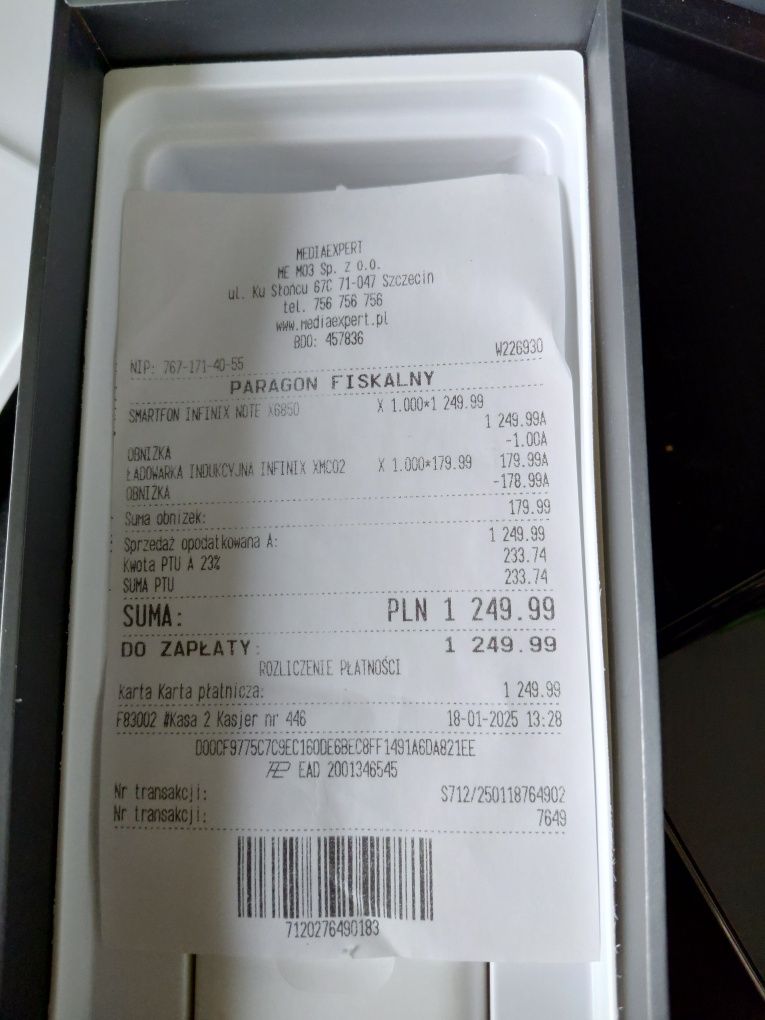 MEDIAEXPERT
ME M03 Sp. Z O.O.
ul. Ku Słońcu 67C 71-047 Szczecin
tel. 756 756 756
www.mediaexpert.pl
BDO: 457836
NIP: 767-171-40-55 W226930
PARAGON FISKALNY
SMARTFON INFINIX NOTE X6850 X 1.000*1 249.99
1 249.99A
OBNIŻKA -1.00A
ŁADOWARKA INDUKCYJNA INFINIX XMC02 X 1.000*179.99 179.99A
OBNIŻKA -178.99A
Suma obniżek: 179.99
Sprzedaż opodatkowana A: 1 249.99
Kwota PTU A 23% 233.74
SUMA PTU 233.74
SUMA: PLN 1 249.99
DO ZAPŁATY: 1 249.99
ROZLICZENIE PŁATNOŚCI
Karta Karta płatnicza: 1 249.99
F83002 #Kasa 2 Kasjer nr 446 18-01-2025 13:28
D00CF9775C7C9EC160DE6BEC8FF1491A6DA821EE
EAD 2001346545
Nr transakcji: S712/250118764902
Nr transakcji: 7649
7120276490183